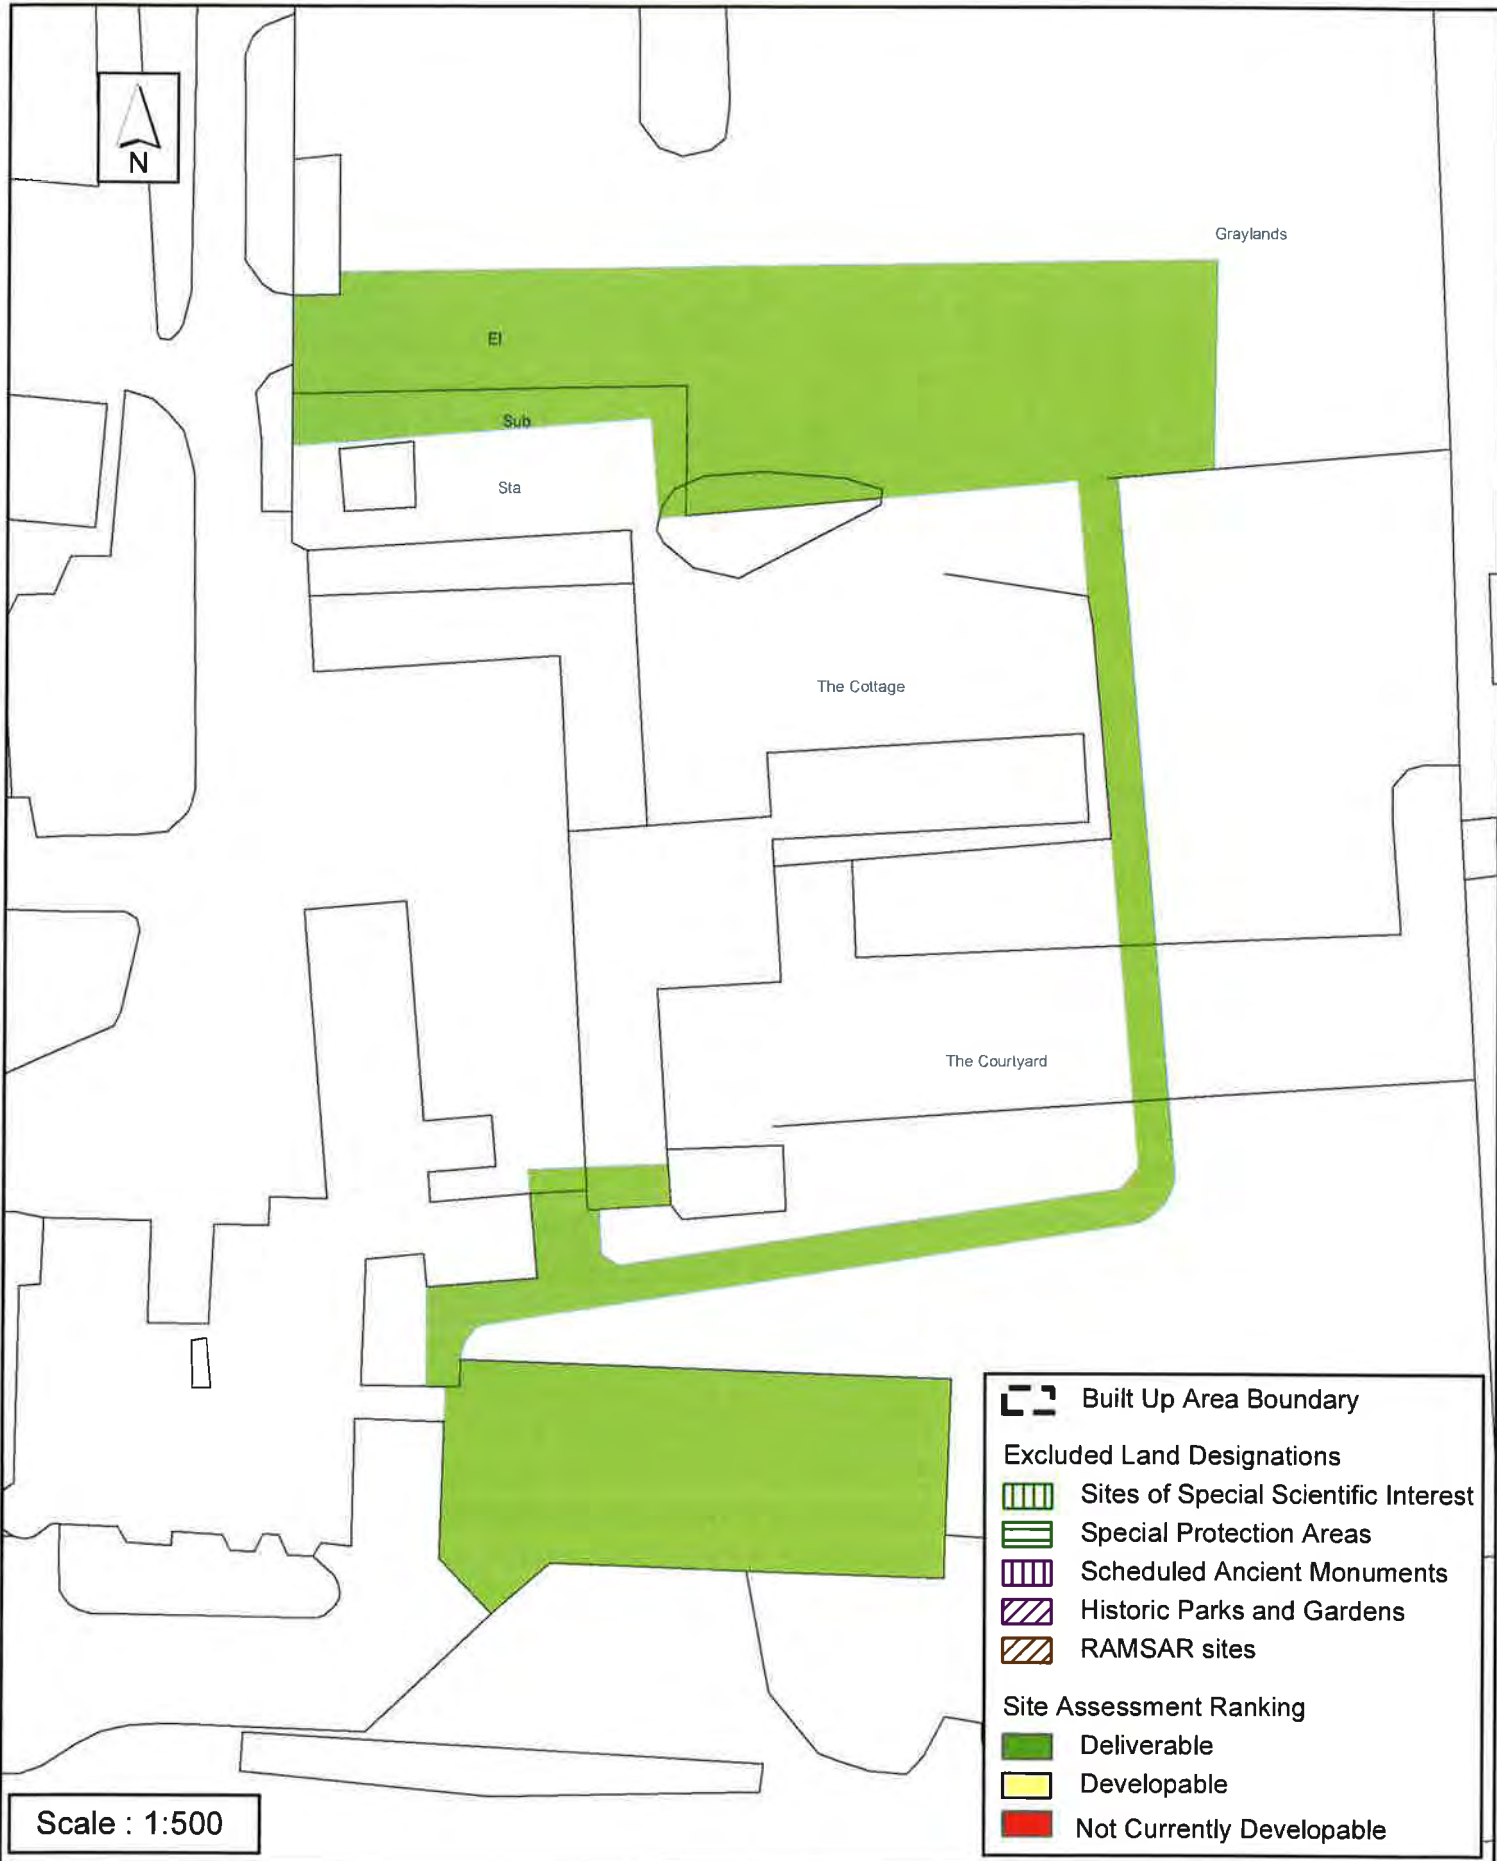 N
Graylands
El
Sub
Sta
The Cottage
The Courtyard
Built Up Area Boundary
Excluded Land Designations
Sites of Special Scientific Interest
Special Protection Areas
Scheduled Ancient Monuments
Historic Parks and Gardens
RAMSAR sites
Site Assessment Ranking
Deliverable
Developable
Not Currently Developable
Scale : 1:500